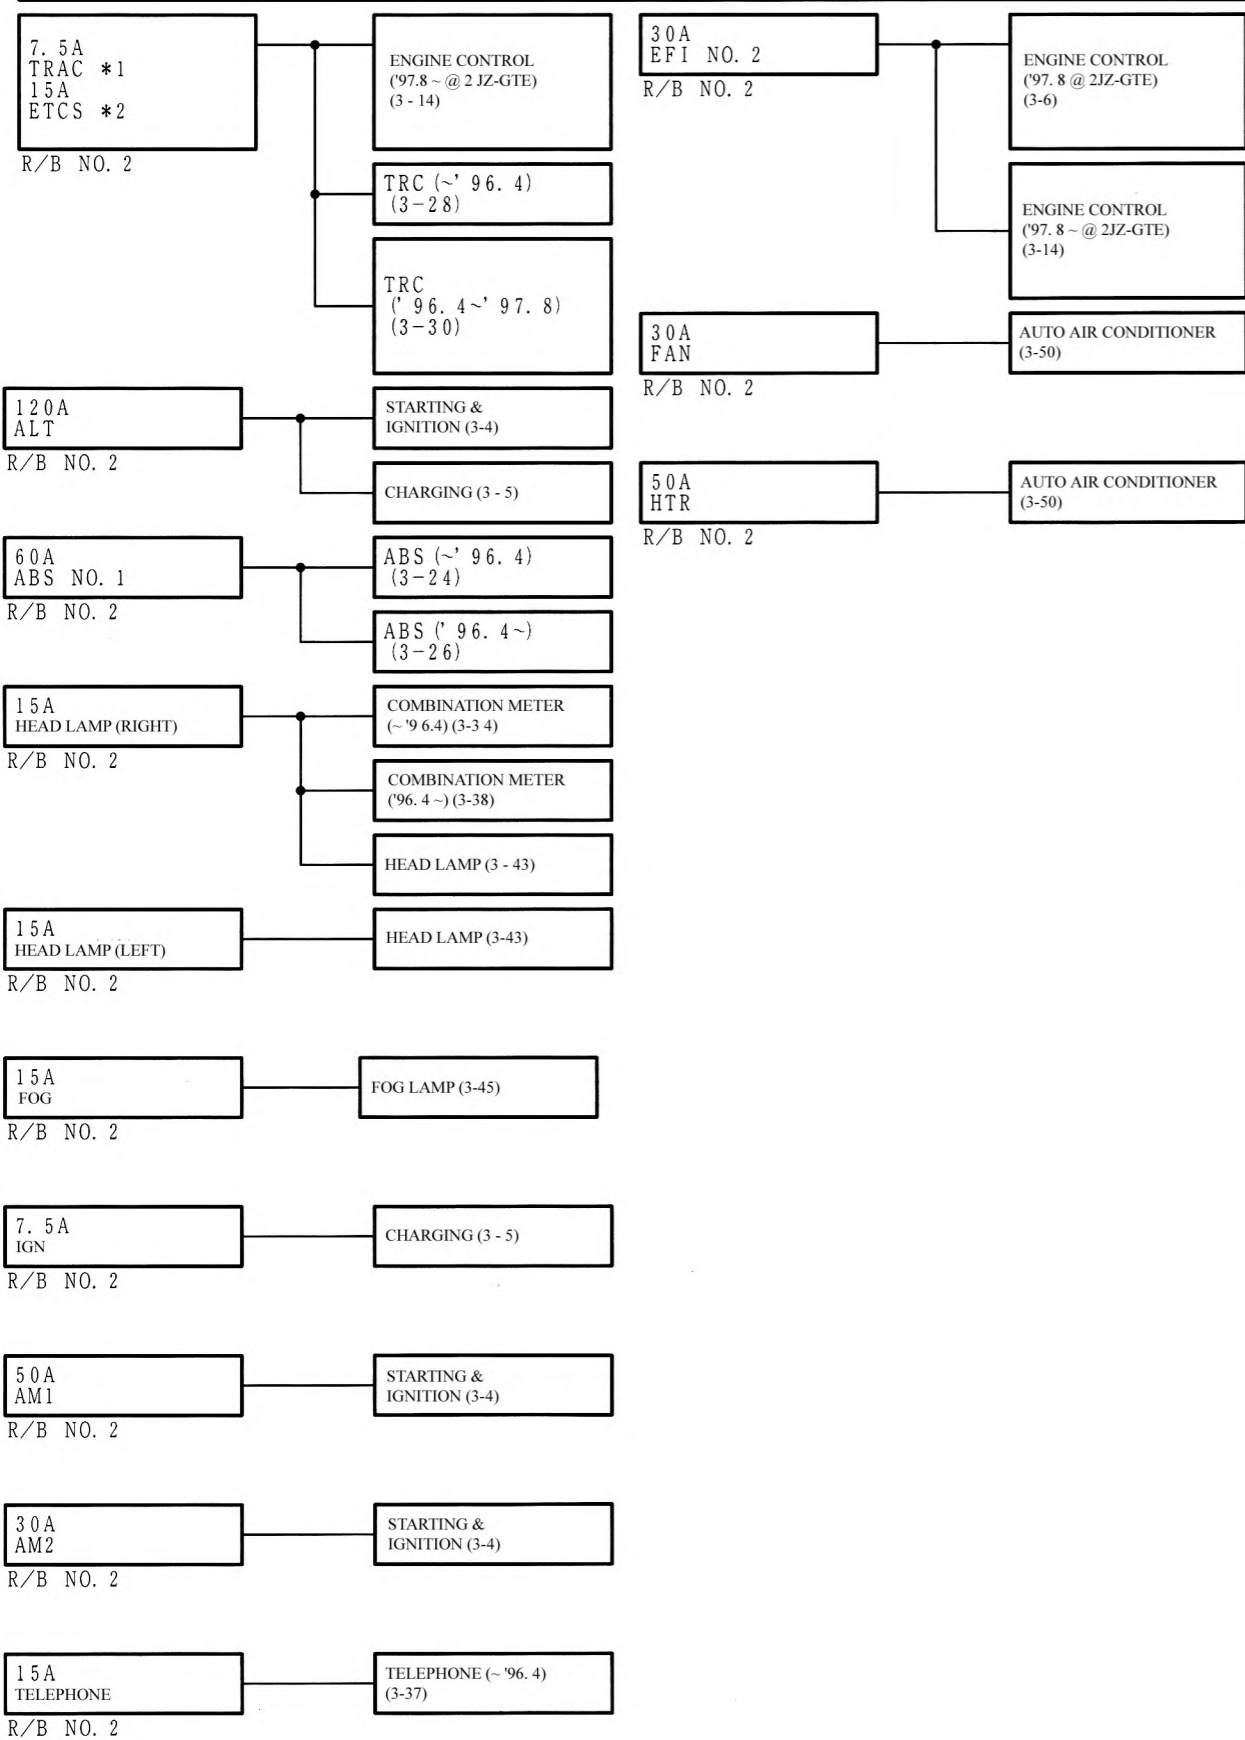 7. 5A
TRAC *1
15A
ETCS *2
R/B NO. 2
ENGINE CONTROL
('97.8 ~ @ 2 JZ-GTE)
(3 - 14)
TRC (~' 96. 4)
(3-28)
TRC
(' 96. 4~' 97. 8)
(3-30)
120A
ALT
R/B NO. 2
STARTING &
IGNITION (3-4)
CHARGING (3 - 5)
60A
ABS NO. 1
R/B NO. 2
ABS (~' 96. 4)
(3-24)
ABS (' 96. 4~)
(3-26)
15A
HEAD LAMP (RIGHT)
R/B NO. 2
COMBINATION METER
(~ '9 6.4) (3-3 4)
COMBINATION METER
('96. 4 ~) (3-38)
HEAD LAMP (3 - 43)
15A
HEAD LAMP (LEFT)
R/B NO. 2
HEAD LAMP (3-43)
15A
FOG
R/B NO. 2
FOG LAMP (3-45)
7. 5A
IGN
R/B NO. 2
CHARGING (3 - 5)
50A
AM1
R/B NO. 2
STARTING &
IGNITION (3-4)
30A
AM2
R/B NO. 2
STARTING &
IGNITION (3-4)
15A
TELEPHONE
R/B NO. 2
TELEPHONE (~ '96. 4)
(3-37)
30A
EFI NO. 2
R/B NO. 2
ENGINE CONTROL
('97. 8 @ 2JZ-GTE)
(3-6)
ENGINE CONTROL
('97. 8 ~ @ 2JZ-GTE)
(3-14)
30A
FAN
R/B NO. 2
AUTO AIR CONDITIONER
(3-50)
50A
HTR
R/B NO. 2
AUTO AIR CONDITIONER
(3-50)